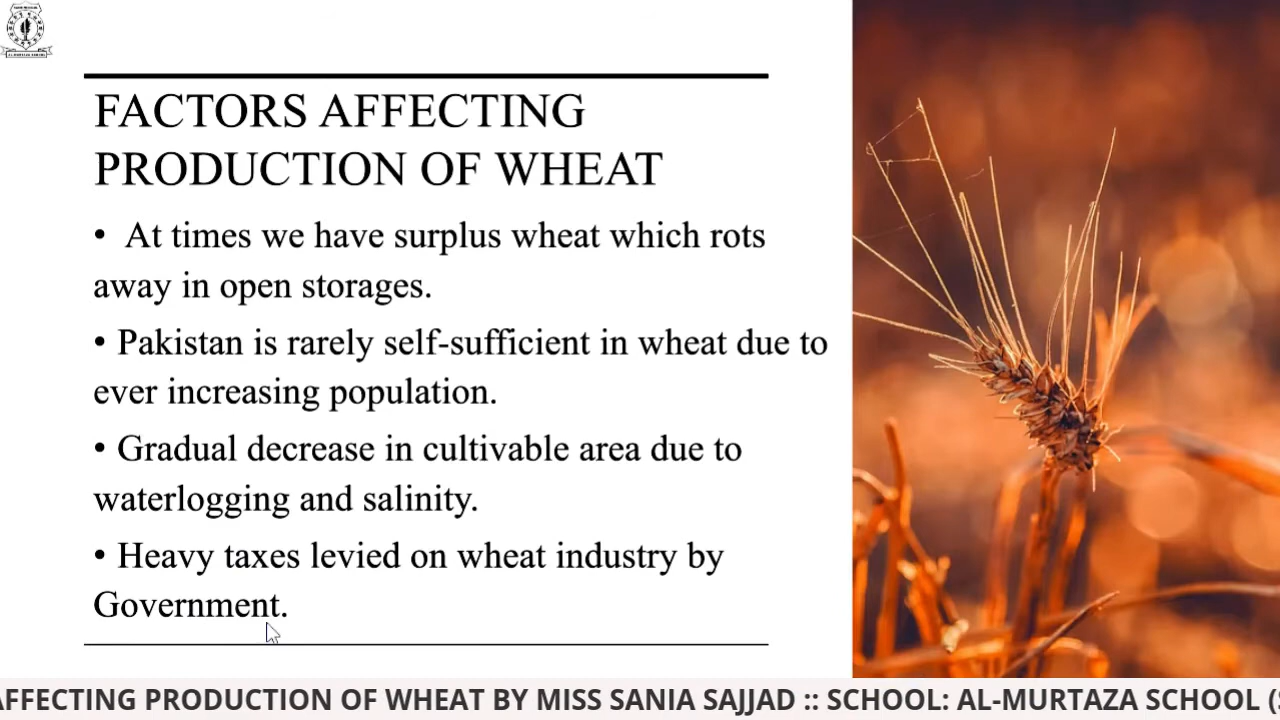 AL-MURTAZA SCHOOL
FACTORS AFFECTING
PRODUCTION OF WHEAT
• At times we have surplus wheat which rots
away in open storages.
• Pakistan is rarely self-sufficient in wheat due to
ever increasing population.
• Gradual decrease in cultivable area due to
waterlogging and salinity.
• Heavy taxes levied on wheat industry by
Government.
AFFECTING PRODUCTION OF WHEAT BY MISS SANIA SAJJAD :: SCHOOL: AL-MURTAZA SCHOOL (